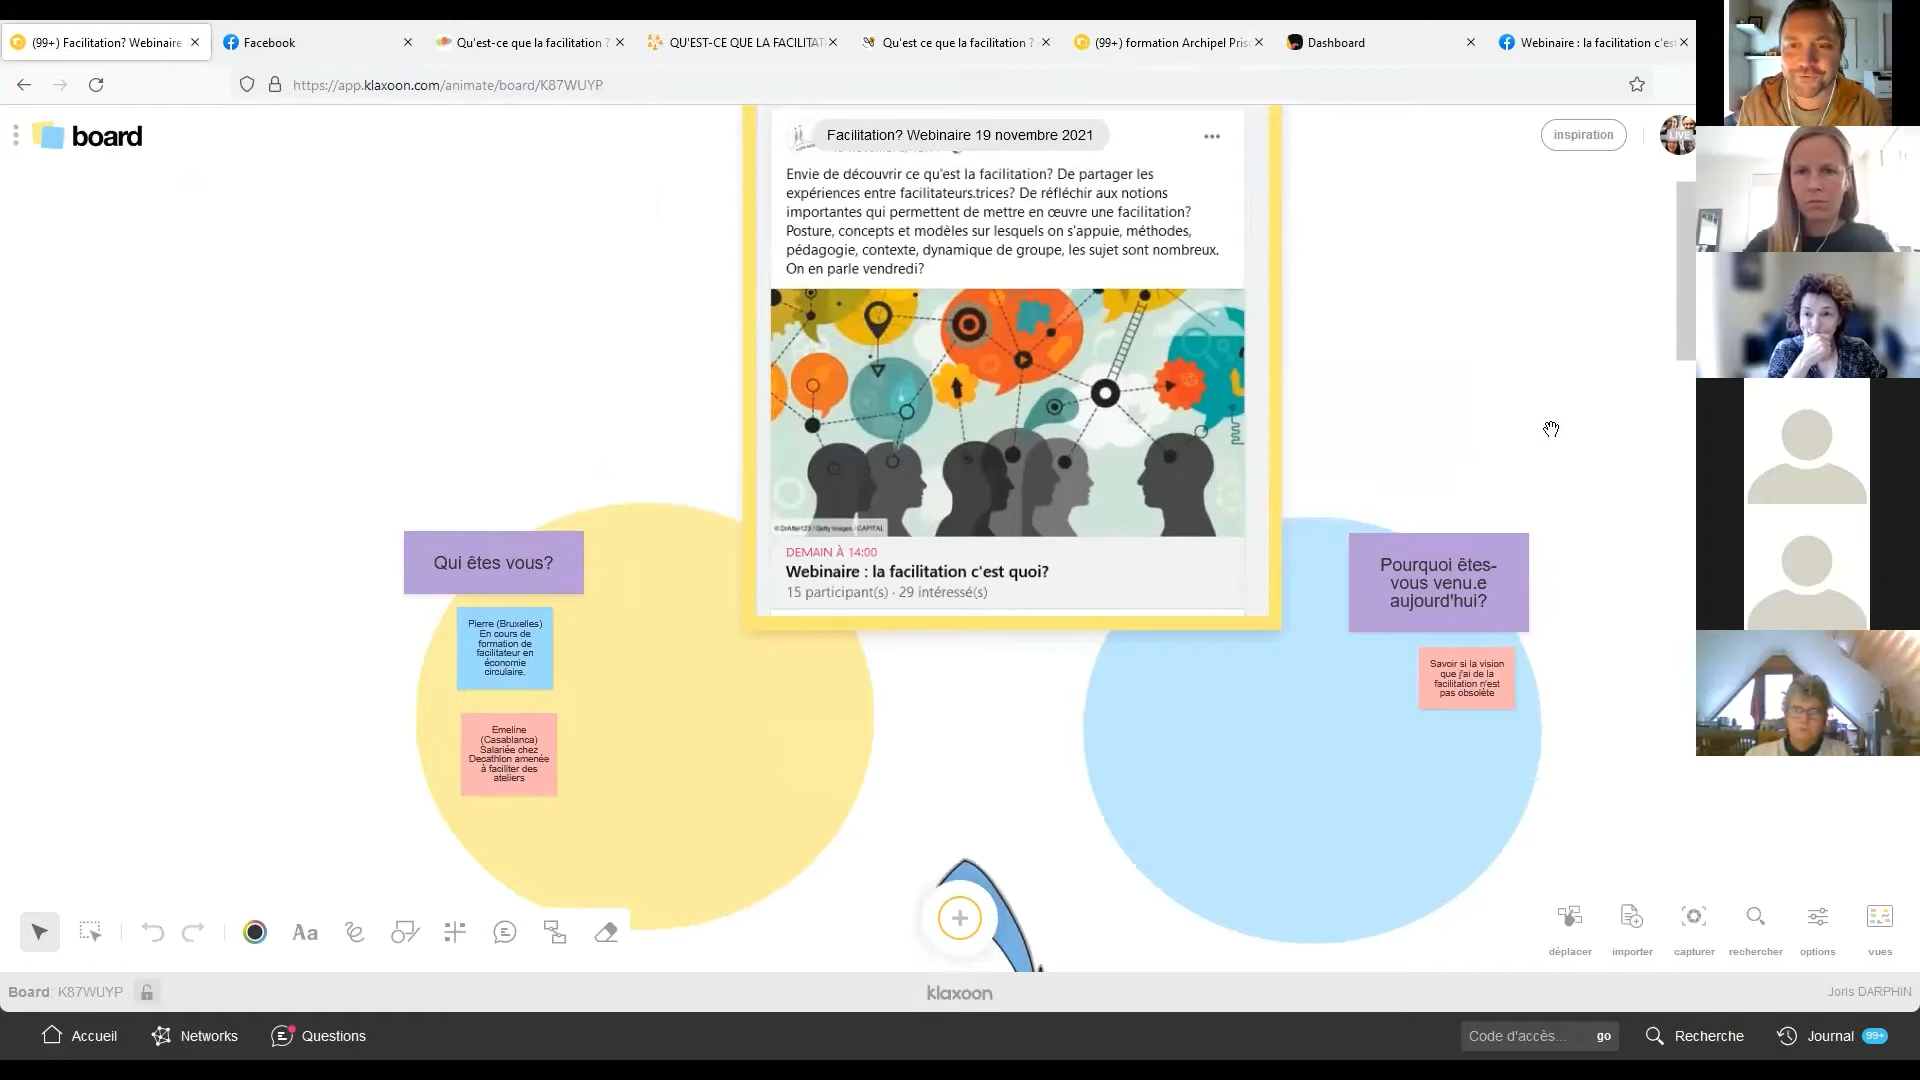 (99+) Facilitation? Webinaire
Facebook
Qu'est-ce que la facilitation ?
QU'EST-CE QUE LA FACILITAT
Qu'est ce que la facilitation ?
(99+) formation Archipel Pris
Dashboard
Webinaire : la facilitation c'es
https://app.klaxoon.com/animate/board/K87WUYP
board
Facilitation? Webinaire 19 novembre 2021
inspiration
LIVE
Envie de découvrir ce qu'est la facilitation? De partager les
expériences entre facilitateurs.trices? De réfléchir aux notions
importantes qui permettent de mettre en œuvre une facilitation?
Posture, concepts et modèles sur lesquels on s'appuie, méthodes,
pédagogie, contexte, dynamique de groupe, les sujet sont nombreux.
On en parle vendredi?
© DrAfter123 / Getty Images / CAPITAL
DEMAIN À 14:00
Webinaire : la facilitation c'est quoi?
15 participant(s) · 29 intéressé(s)
Qui êtes vous?
Pierre (Bruxelles)
En cours de
formation de
facilitateur en
économie
circulaire.
Emeline
(Casablanca)
Salariée chez
Decathlon amenée
à faciliter des
ateliers
Pourquoi êtes-
vous venu.e
aujourd'hui?
Savoir si la vision
que j'ai de la
facilitation n'est
pas obsolète
Aa
déplacer
importer
capturer
rechercher
options
vues
Board: K87WUYP
klaxoon
Joris DARPHIN
Accueil
Networks
Questions
Code d'accès...
go
Recherche
Journal
99+